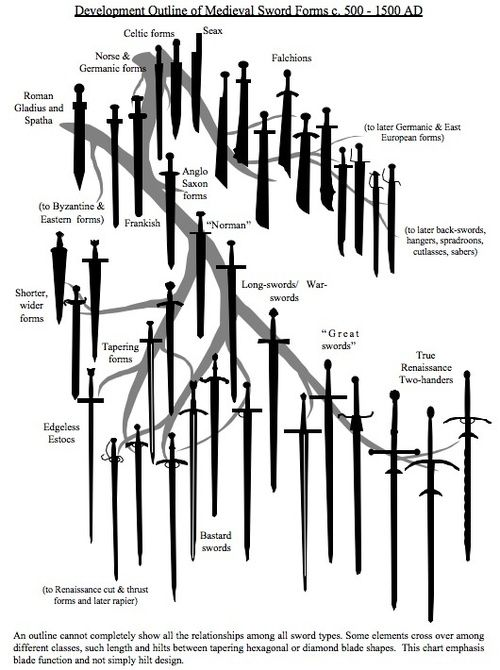 Development Outline of Medieval Sword Forms c. 500 - 1500 AD
Celtic forms
Seax
Norse &
Germanic forms
Falchions
Roman
Gladius and
Spatha
(to later Germanic & East
European forms)
Anglo
Saxon
forms
(to Byzantine &
Eastern forms)
Frankish
"Norman"
(to later back-swords,
hangers, spadroons,
cutlasses, sabers)
Shorter,
wider
forms
Long-swords/ War-
swords
Tapering
forms
"Great
swords"
True
Renaissance
Two-handers
Edgeless
Estocs
Bastard
swords
(to Renaissance cut & thrust
forms and later rapier)
An outline cannot completely show all the relationships among all sword types. Some elements cross over among
different classes, such length and hilts between tapering hexagonal or diamond blade shapes. This chart emphasis
blade function and not simply hilt design.